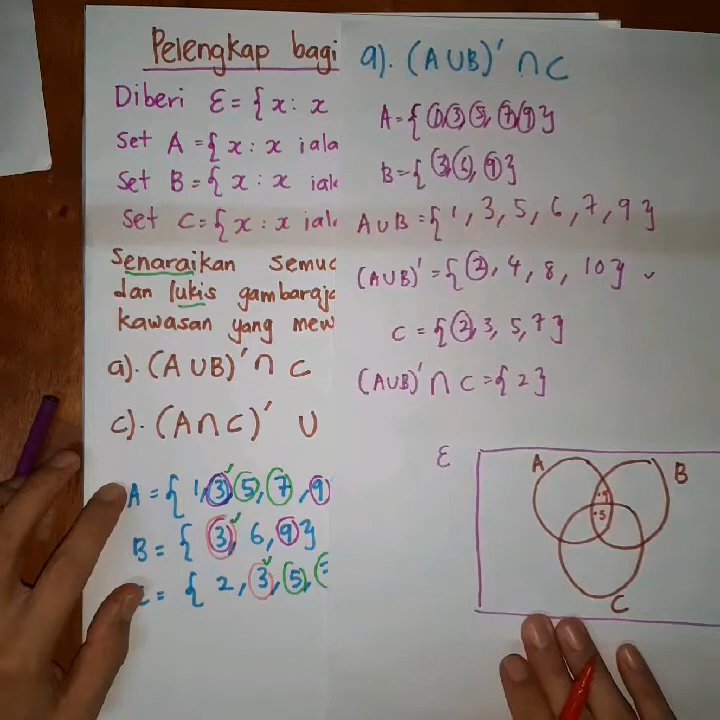 Pelengkap bagi
Diberi ξ = { x : x
Set A = { x : x iala
Set B = { x : x iala
Set C = { x : x iala
Senaraikan semua
dan lukis gambaraja
kawasan yang mew
a). (A ∪ B)' ∩ C
c). (A ∩ C)' ∪
A = { 1, 3, 5, 7, 9
B = { 3, 6, 9 }
C = { 2, 3, 5,
a). (A ∪ B)' ∩ C
A = { 1, 3, 5, 7, 9 }
B = { 3, 6, 9 }
A ∪ B = { 1, 3, 5, 6, 7, 9 }
(A ∪ B)' = { 2, 4, 8, 10 }
C = { 2, 3, 5, 7 }
(A ∪ B)' ∩ C = { 2 }
ξ
A
B
C